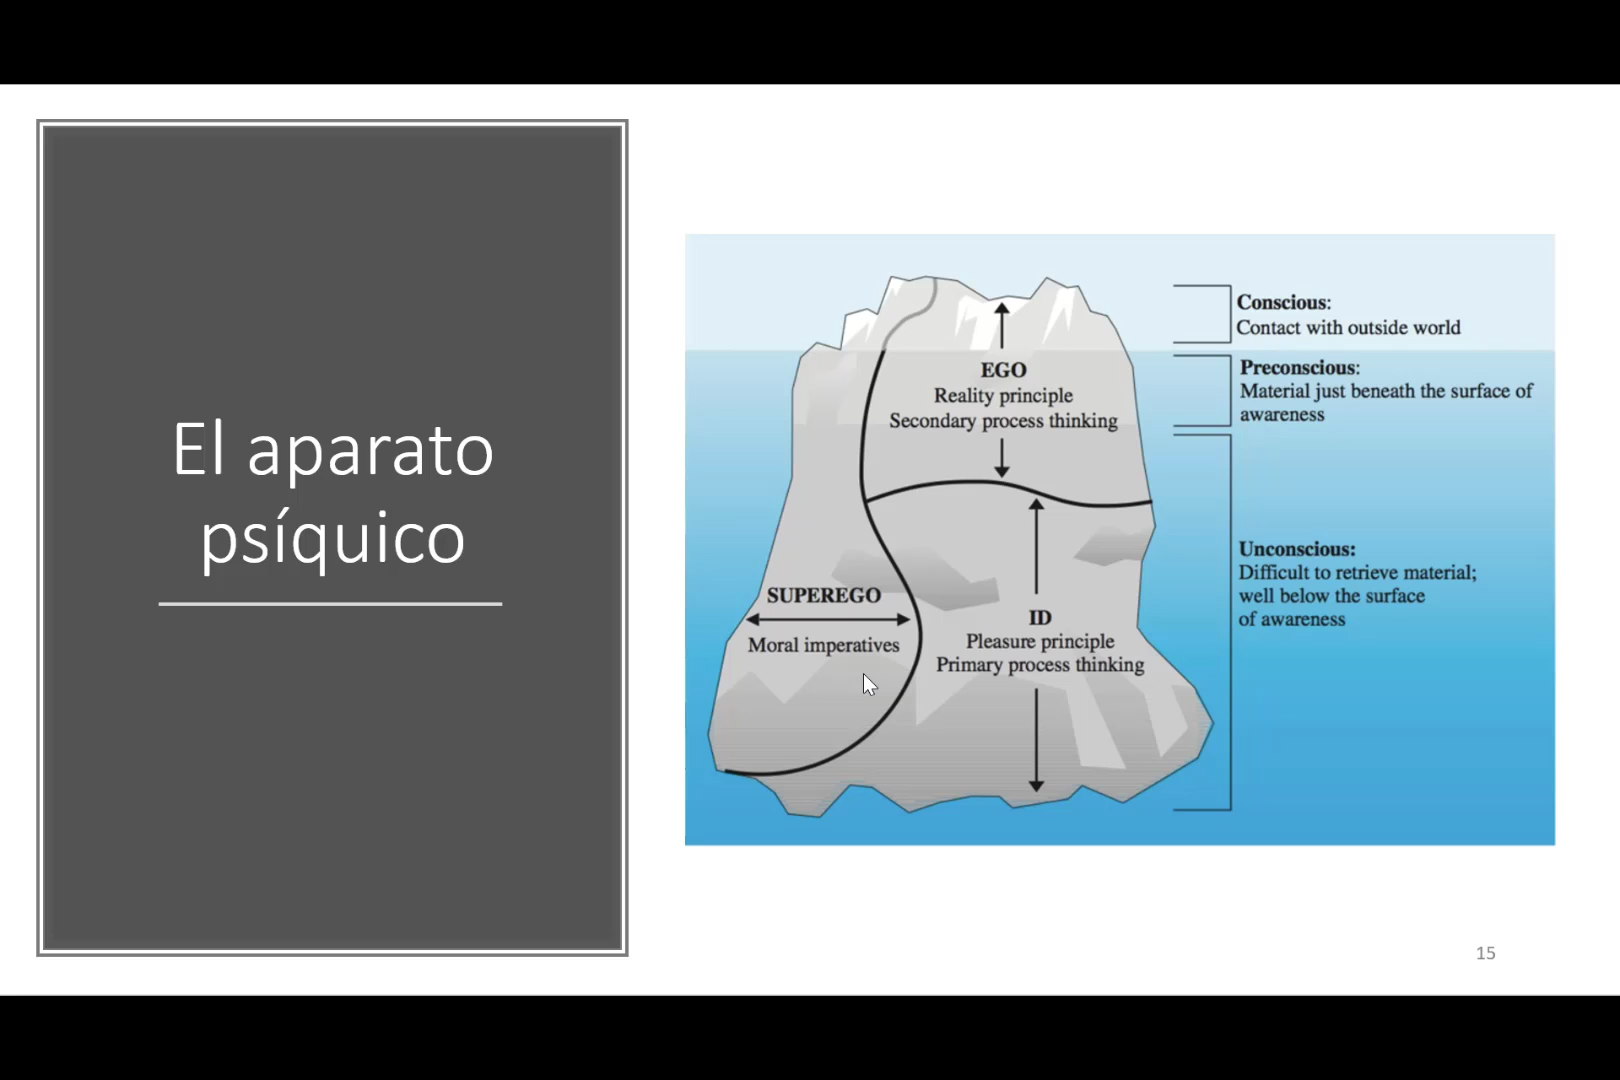 El aparato
psíquico
Conscious:
Contact with outside world
Preconscious:
Material just beneath the surface of
awareness
EGO
Reality principle
Secondary process thinking
Unconscious:
Difficult to retrieve material;
well below the surface
of awareness
SUPEREGO
Moral imperatives
ID
Pleasure principle
Primary process thinking
15